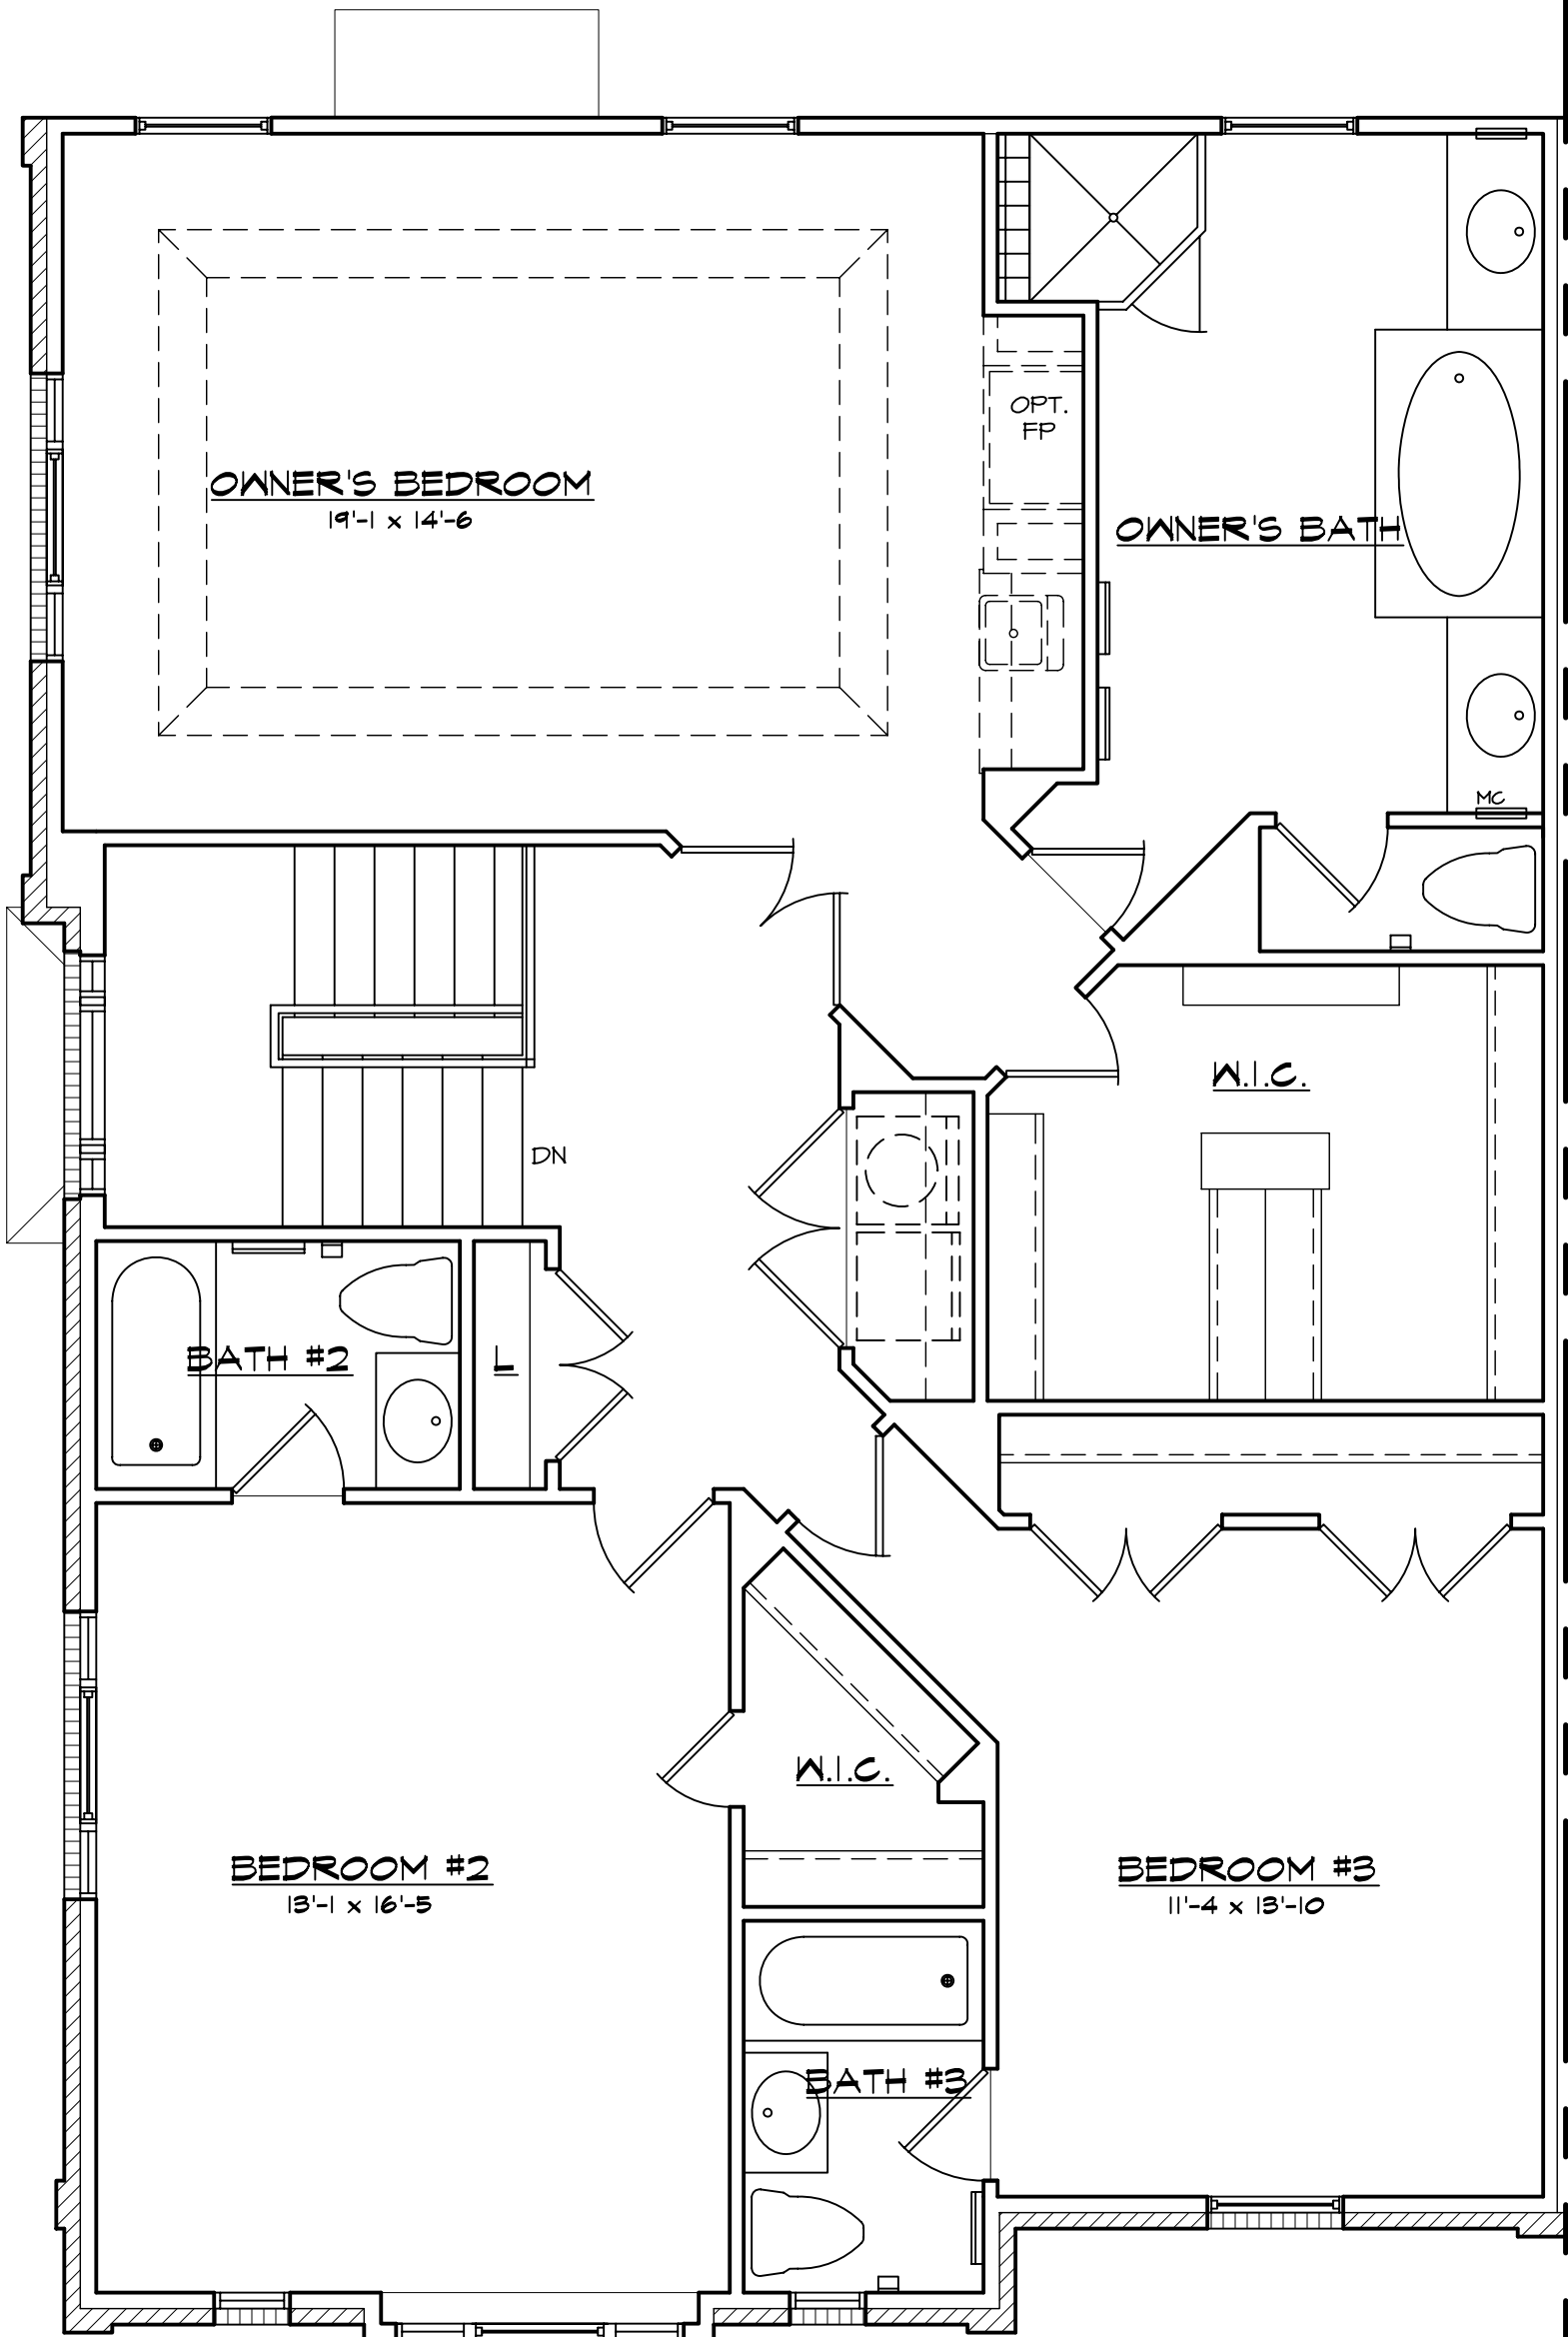 OPT.
FP
OWNER'S BEDROOM
19'-1 x 14'-6
OWNER'S BATH
MC
W.I.C.
DN
BATH #2
L
W.I.C.
BEDROOM #2
13'-1 x 16'-5
BEDROOM #3
11'-4 x 13'-10
BATH #3